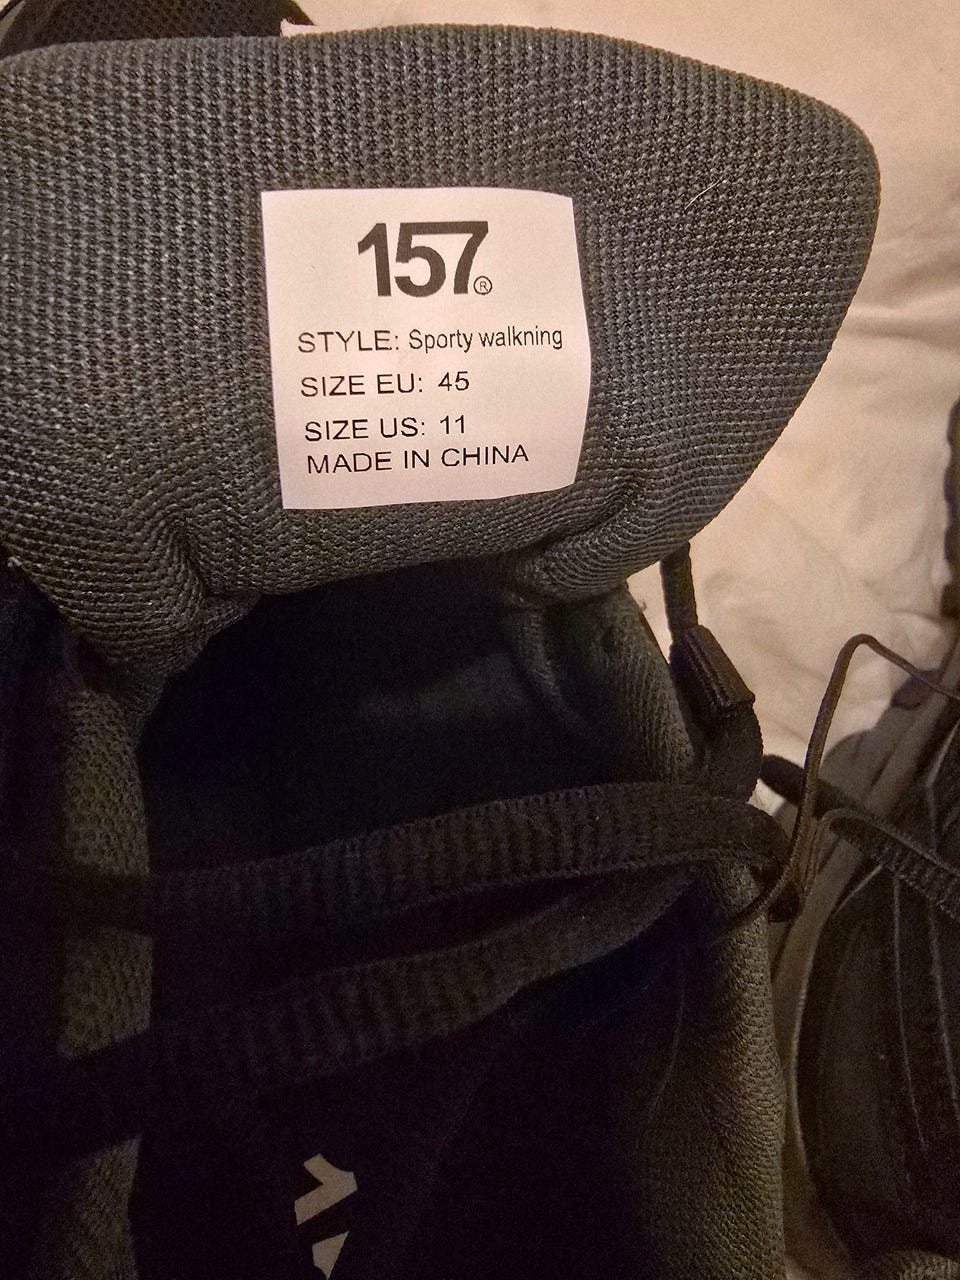 157®
STYLE: Sporty walkning
SIZE EU: 45
SIZE US: 11
MADE IN CHINA